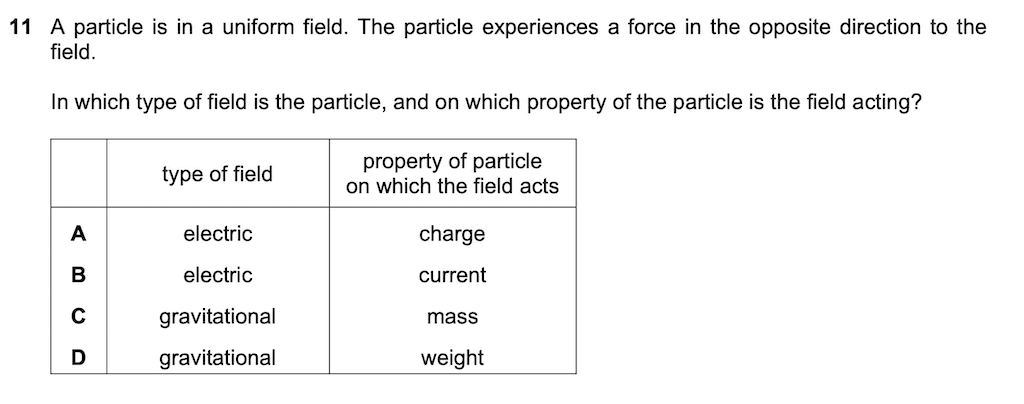 11 A particle is in a uniform field. The particle experiences a force in the opposite direction to the
field.
In which type of field is the particle, and on which property of the particle is the field acting?
type of field property of particle on which the field acts
A electric charge
B electric current
C gravitational mass
D gravitational weight